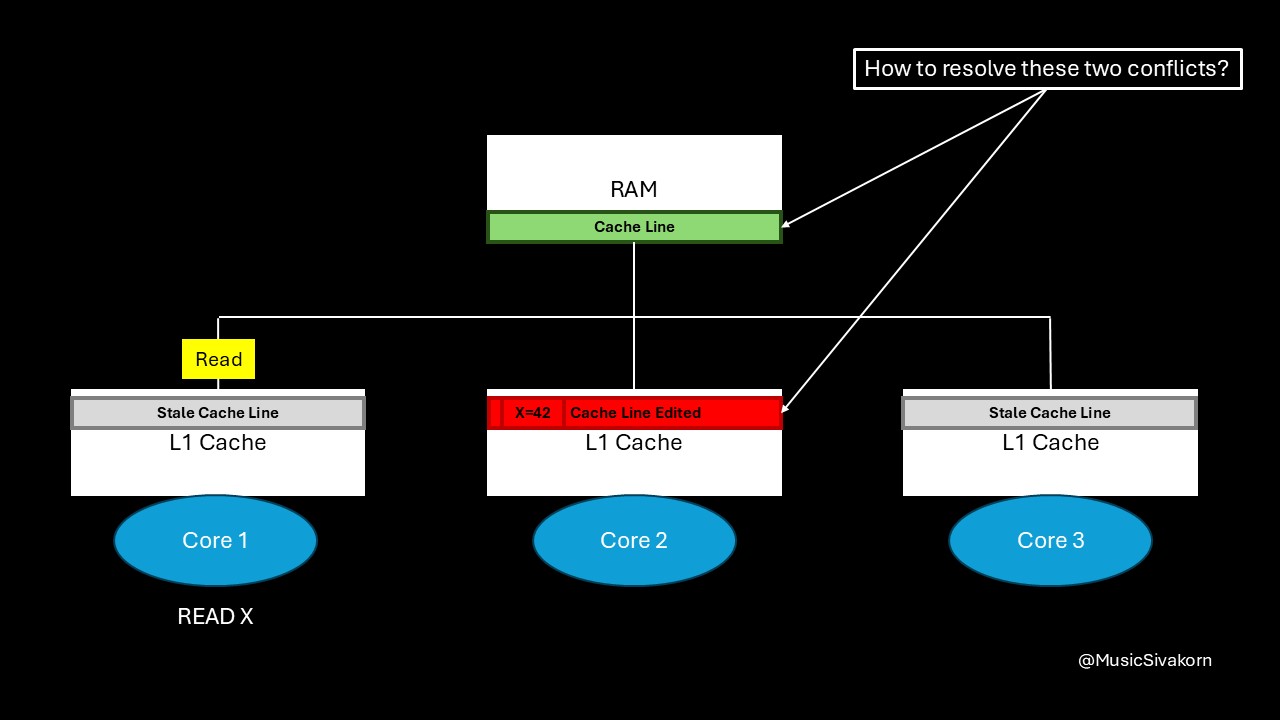 How to resolve these two conflicts?
RAM
Cache Line
Read
Stale Cache Line
L1 Cache
X=42
Cache Line Edited
L1 Cache
Stale Cache Line
L1 Cache
Core 1
Core 2
Core 3
READ X
@MusicSivakorn